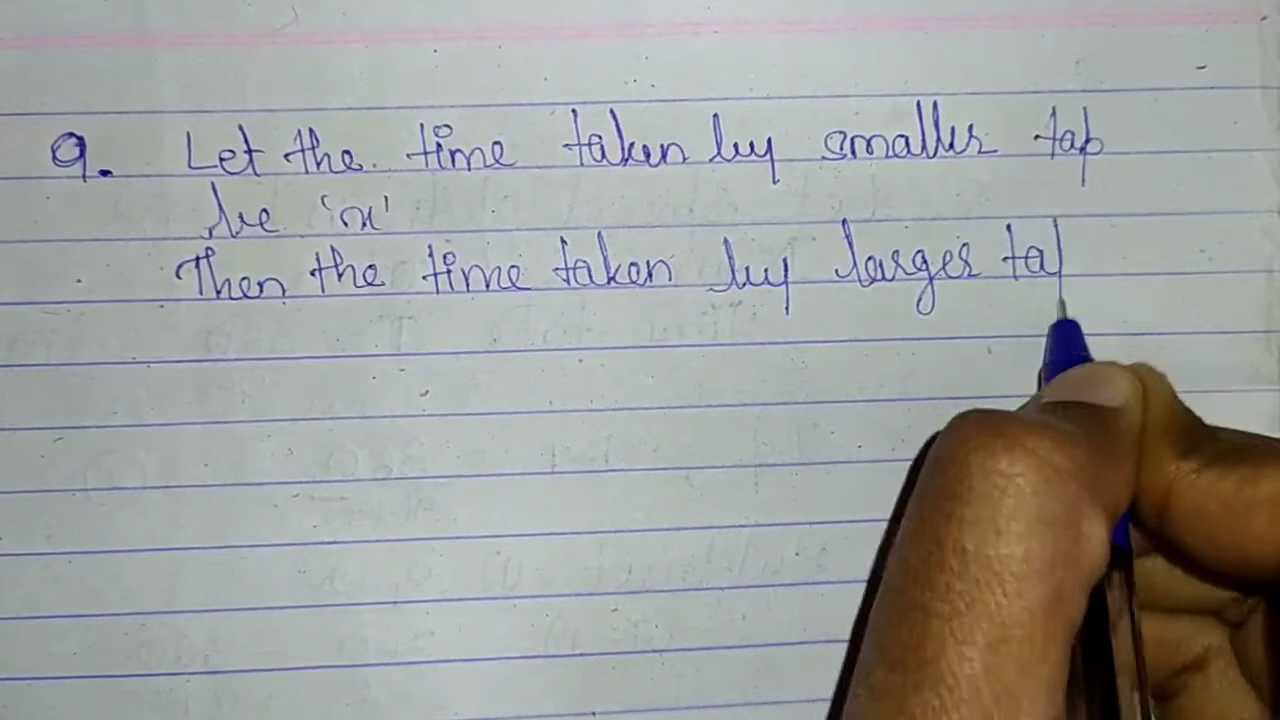 9. Let the time taken by smaller tap
be 'x'
Then the time taken by larger ta